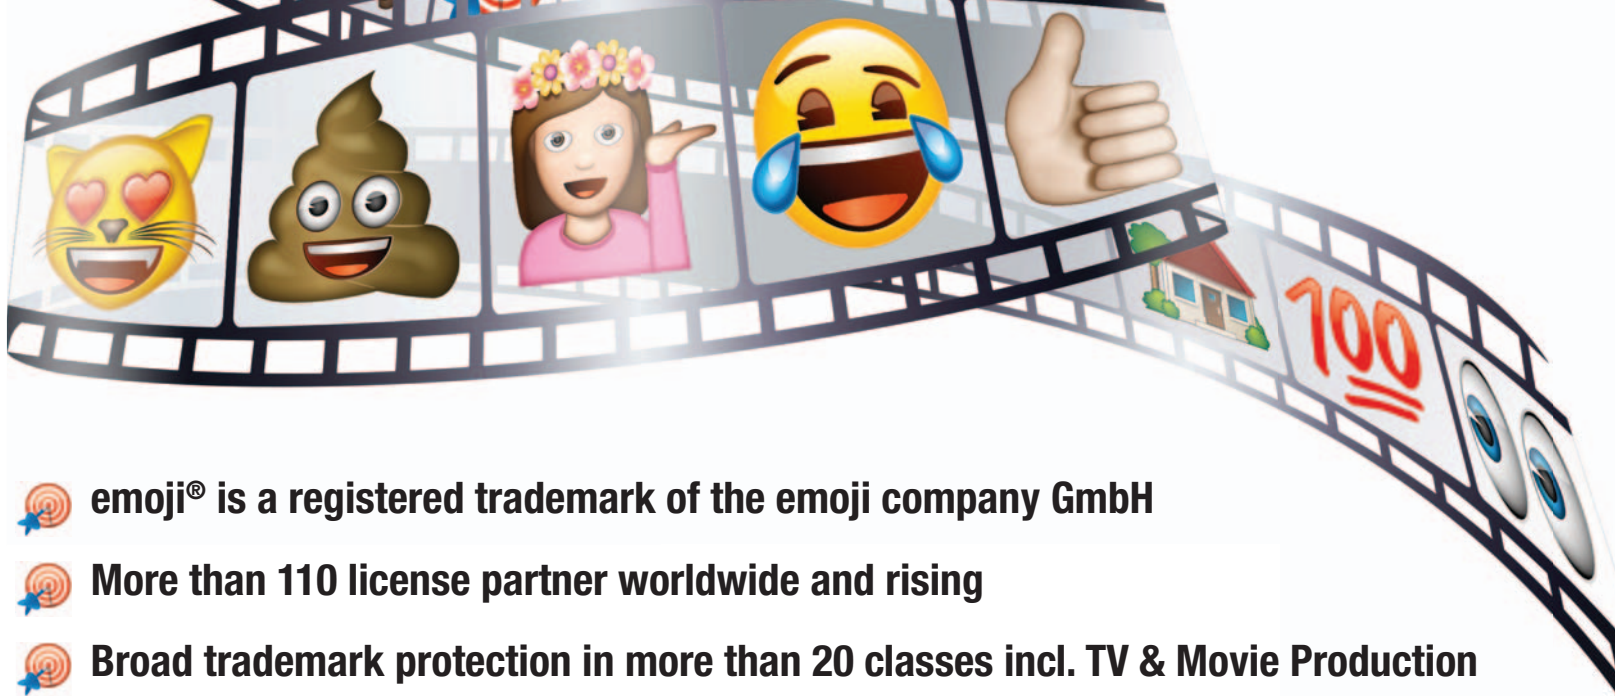 100
emoji® is a registered trademark of the emoji company GmbH
More than 110 license partner worldwide and rising
Broad trademark protection in more than 20 classes incl. TV & Movie Production